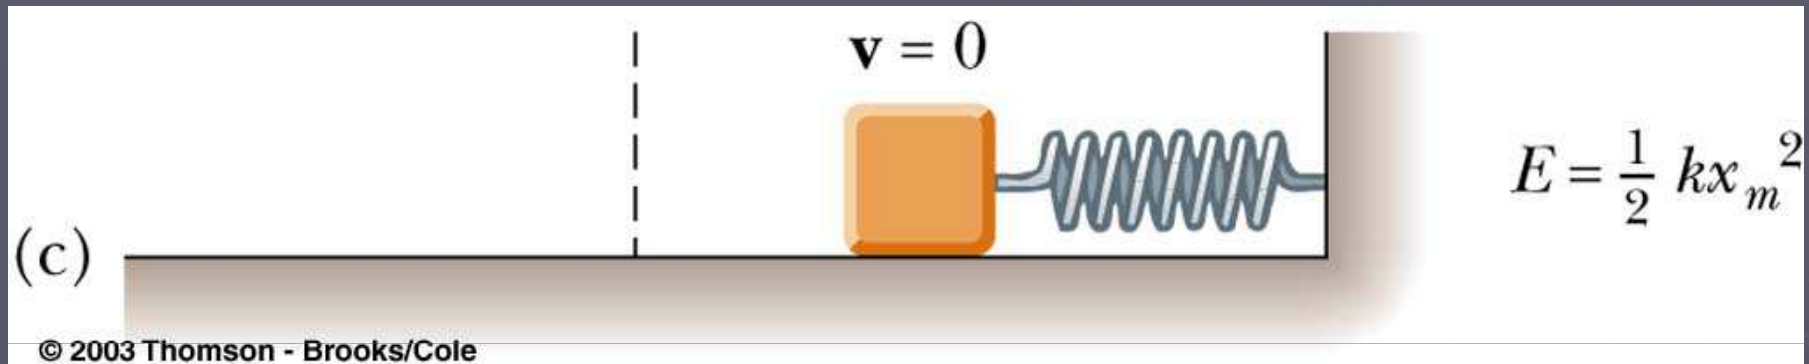 v = 0
E = 1/2 kx_m^2
(c)
© 2003 Thomson - Brooks/Cole